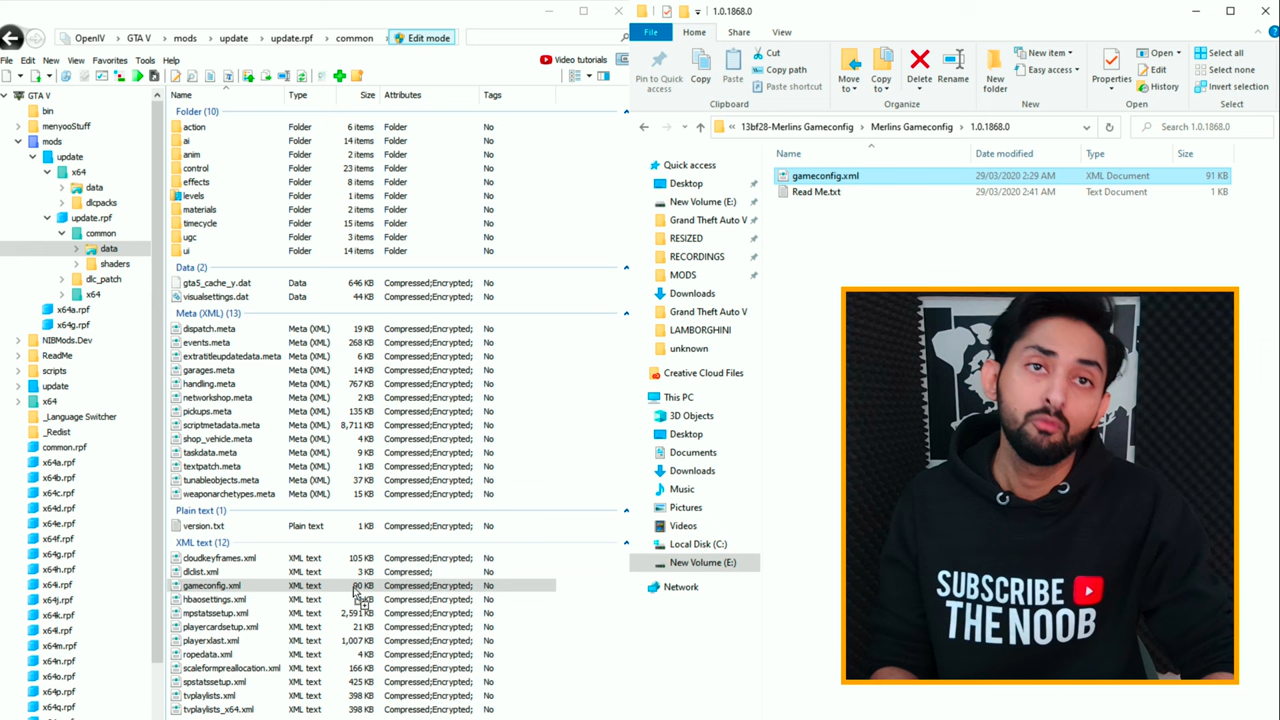 OpenIV
GTA V
mods
update
update.rpf
common
Edit mode
File
Edit
View
Favorites
Tools
Help
Video tutorials
GTA V
bin
menyooStuff
mods
update
x64
data
dlcpacks
update.rpf
common
data
shaders
dlc_patch
x64
x64a.rpf
x64g.rpf
NIBMods.Dev
ReadMe
scripts
update
x64
_Language Switcher
_Redist
common.rpf
x64a.rpf
x64b.rpf
x64c.rpf
x64d.rpf
x64e.rpf
x64f.rpf
x64g.rpf
x64h.rpf
x64i.rpf
x64j.rpf
x64k.rpf
x64l.rpf
x64m.rpf
x64n.rpf
x64o.rpf
x64p.rpf
x64q.rpf
Name Type Size Attributes Tags
Folder (10)
action Folder 6 items Folder No
ai Folder 14 items Folder No
anim Folder 2 items Folder No
control Folder 23 items Folder No
effects Folder 8 items Folder No
levels Folder 1 items Folder No
materials Folder 2 items Folder No
timecycle Folder 15 items Folder No
ugc Folder 3 items Folder No
ui Folder 14 items Folder No
Data (2)
gta5_cache_y.dat Data 646 KB Compressed;Encrypted; No
visualsettings.dat Data 44 KB Compressed;Encrypted; No
Meta (XML) (13)
dispatch.meta Meta (XML) 19 KB Compressed;Encrypted; No
events.meta Meta (XML) 268 KB Compressed;Encrypted; No
extratitleupdatedata.meta Meta (XML) 6 KB Compressed;Encrypted; No
garages.meta Meta (XML) 14 KB Compressed;Encrypted; No
handling.meta Meta (XML) 767 KB Compressed;Encrypted; No
networkshop.meta Meta (XML) 2 KB Compressed;Encrypted; No
pickups.meta Meta (XML) 135 KB Compressed;Encrypted; No
scriptmetadata.meta Meta (XML) 8,711 KB Compressed;Encrypted; No
shop_vehicle.meta Meta (XML) 4 KB Compressed;Encrypted; No
taskdata.meta Meta (XML) 9 KB Compressed;Encrypted; No
textpatch.meta Meta (XML) 1 KB Compressed;Encrypted; No
tunableobjects.meta Meta (XML) 37 KB Compressed;Encrypted; No
weaponarchetypes.meta Meta (XML) 15 KB Compressed;Encrypted; No
Plain text (1)
version.txt Plain text 1 KB Compressed;Encrypted; No
XML text (12)
cloudkeyframes.xml XML text 105 KB Compressed;Encrypted; No
dlclist.xml XML text 3 KB Compressed; No
gameconfig.xml XML text 90 KB Compressed;Encrypted; No
hbaosettings.xml XML text KB Compressed;Encrypted; No
mpstatssetup.xml XML text 2,591 KB Compressed;Encrypted; No
playercardsetup.xml XML text 21 KB Compressed;Encrypted; No
playerxlast.xml XML text 1,007 KB Compressed;Encrypted; No
ropedata.xml XML text 4 KB Compressed;Encrypted; No
scaleformpreallocation.xml XML text 166 KB Compressed;Encrypted; No
spstatssetup.xml XML text 425 KB Compressed;Encrypted; No
tvplaylists.xml XML text 398 KB Compressed;Encrypted; No
tvplaylists_x64.xml XML text 398 KB Compressed;Encrypted; No
1.0.1868.0
File
Home
Share
View
Pin to Quick access
Copy
Paste
Cut
Copy path
Paste shortcut
Clipboard
Move to
Copy to
Delete
Rename
Organize
New folder
New item
Easy access
New
Properties
Open
Edit
History
Open
Select all
Select none
Invert selection
Select
13bf28-Merlins Gameconfig
Merlins Gameconfig
1.0.1868.0
Search 1.0.1868.0
Quick access
Desktop
New Volume (E:)
Grand Theft Auto V
RESIZED
RECORDINGS
MODS
Downloads
Grand Theft Auto V
LAMBORGHINI
unknown
Creative Cloud Files
This PC
3D Objects
Desktop
Documents
Downloads
Music
Pictures
Videos
Local Disk (C:)
New Volume (E:)
Network
Name Date modified Type Size
gameconfig.xml 29/03/2020 2:29 AM XML Document 91 KB
Read Me.txt 29/03/2020 2:41 AM Text Document 1 KB
SUBSCRIBE
THE NOOB